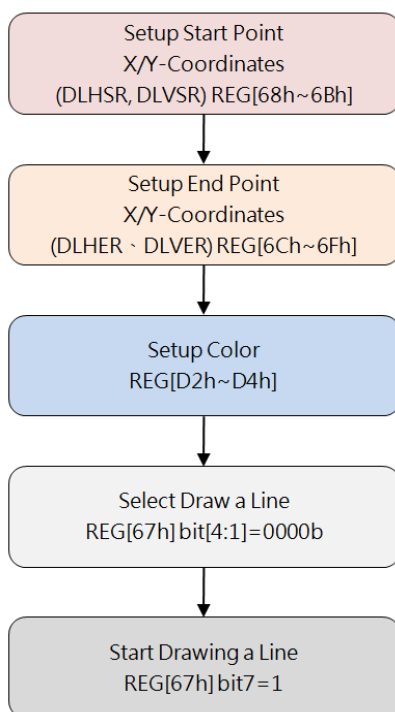 Setup Start Point
X/Y-Coordinates
(DLHSR, DLVSR) REG[68h~6Bh]
Setup End Point
X/Y-Coordinates
(DLHER、DLVER) REG[6Ch~6Fh]
Setup Color
REG[D2h~D4h]
Select Draw a Line
REG[67h] bit[4:1]=0000b
Start Drawing a Line
REG[67h] bit7=1